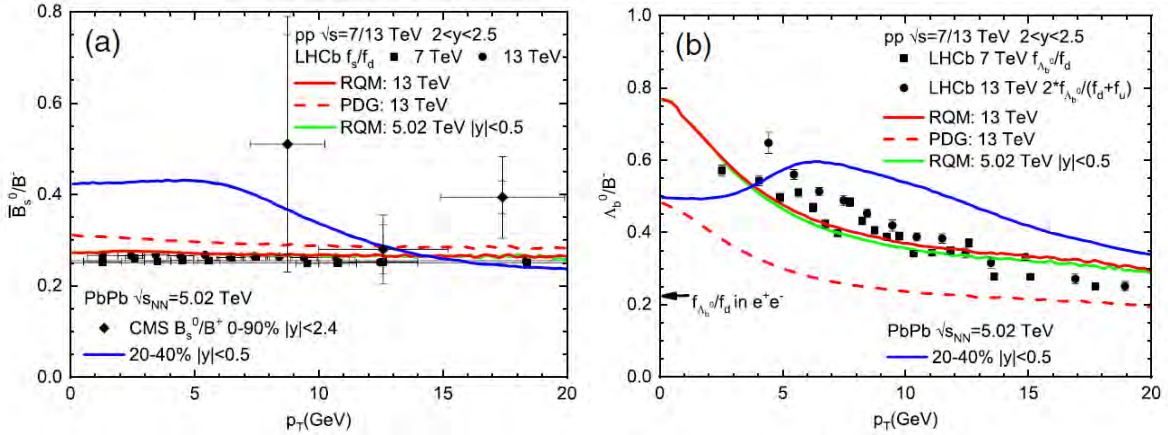 (a)
pp √s=7/13 TeV 2<y<2.5
LHCb f_s/f_d ■ 7 TeV ● 13 TeV
RQM: 13 TeV
PDG: 13 TeV
RQM: 5.02 TeV |y|<0.5
PbPb √s_NN=5.02 TeV
CMS B_s^0/B^+ 0-90% |y|<2.4
20-40% |y|<0.5
B̅_s^0/B^-
0.8
0.6
0.4
0.2
0.0
0 5 10 15 20
p_T(GeV)
(b)
pp √s=7/13 TeV 2<y<2.5
LHCb 7 TeV f_Λ_b^0/f_d
LHCb 13 TeV 2*f_Λ_b^0/(f_d+f_u)
RQM: 13 TeV
PDG: 13 TeV
RQM: 5.02 TeV |y|<0.5
f_Λ_b^0/f_d in e^+e^-
PbPb √s_NN=5.02 TeV
20-40% |y|<0.5
Λ_b^0/B^-
1.0
0.8
0.6
0.4
0.2
0.0
0 5 10 15 20
p_T(GeV)